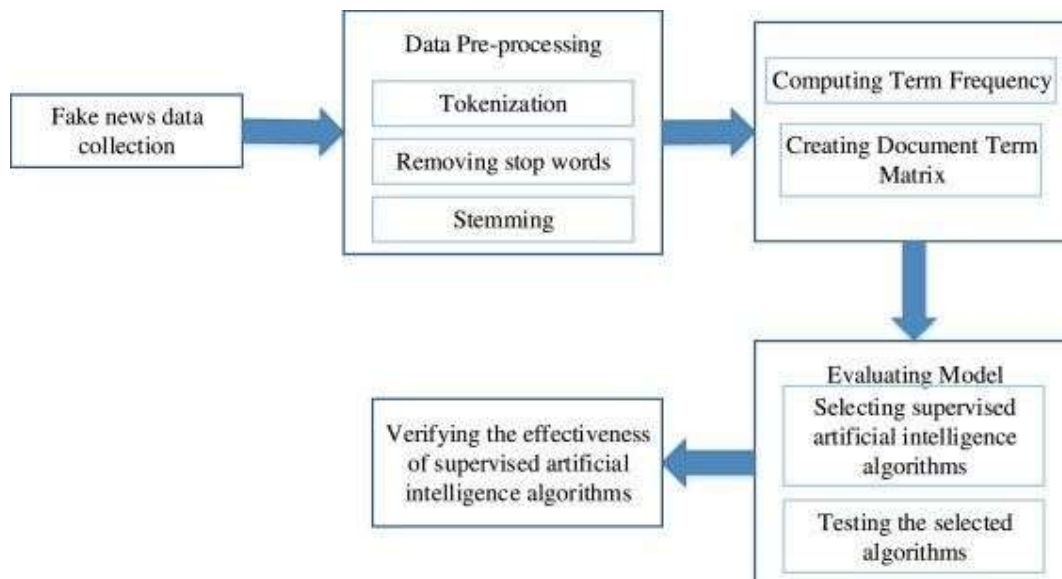 Fake news data
collection
Data Pre-processing
Tokenization
Removing stop words
Stemming
Computing Term Frequency
Creating Document Term
Matrix
Evaluating Model
Selecting supervised
artificial intelligence
algorithms
Testing the selected
algorithms
Verifying the effectiveness
of supervised artificial
intelligence algorithms